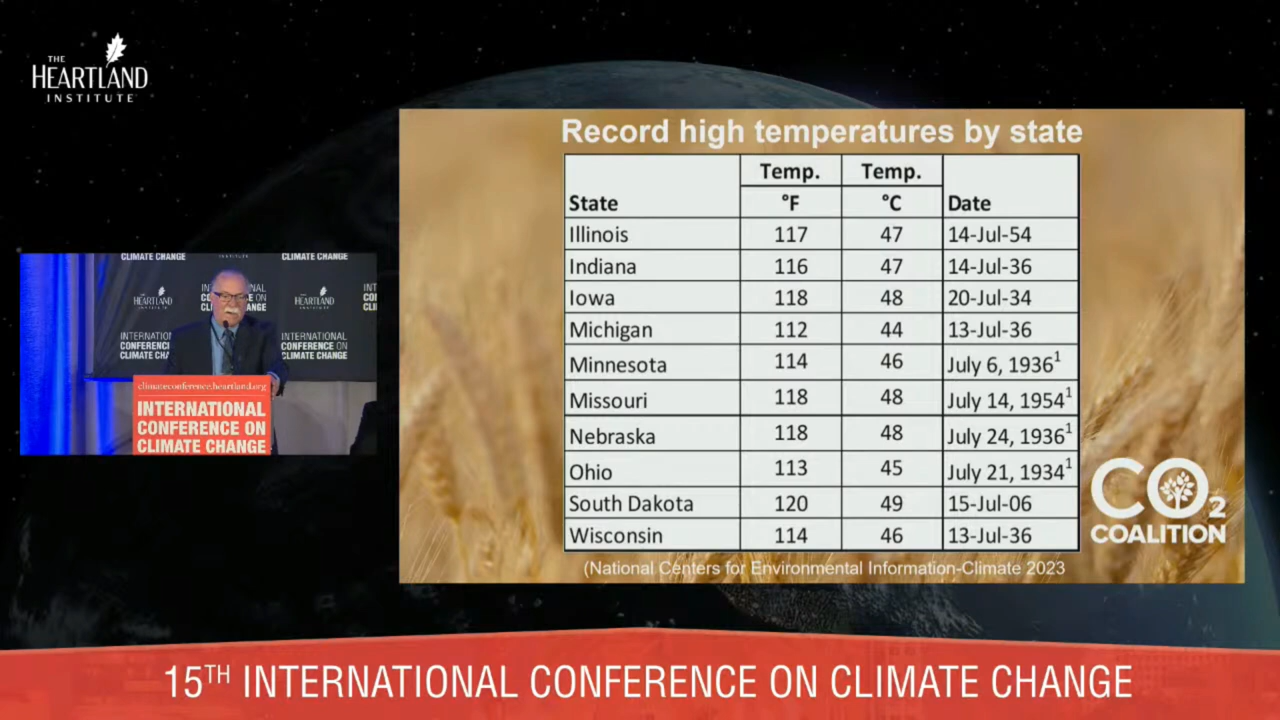 THE
HEARTLAND
INSTITUTE
Record high temperatures by state
State Temp. °F Temp. °C Date
Illinois 117 47 14-Jul-54
Indiana 116 47 14-Jul-36
Iowa 118 48 20-Jul-34
Michigan 112 44 13-Jul-36
Minnesota 114 46 July 6, 1936¹
Missouri 118 48 July 14, 1954¹
Nebraska 118 48 July 24, 1936¹
Ohio 113 45 July 21, 1934¹
South Dakota 120 49 15-Jul-06
Wisconsin 114 46 13-Jul-36
(National Centers for Environmental Information-Climate 2023
CO2
COALITION
CLIMATE CHANGE
CLIMATE CHANGE
HEARTLAND
HEARTLAND
INTERNATIONAL
CONFERENCE ON
CLIMATE CHANGE
climateconference.heartland.org
INTERNATIONAL
CONFERENCE ON
CLIMATE CHANGE
15TH INTERNATIONAL CONFERENCE ON CLIMATE CHANGE